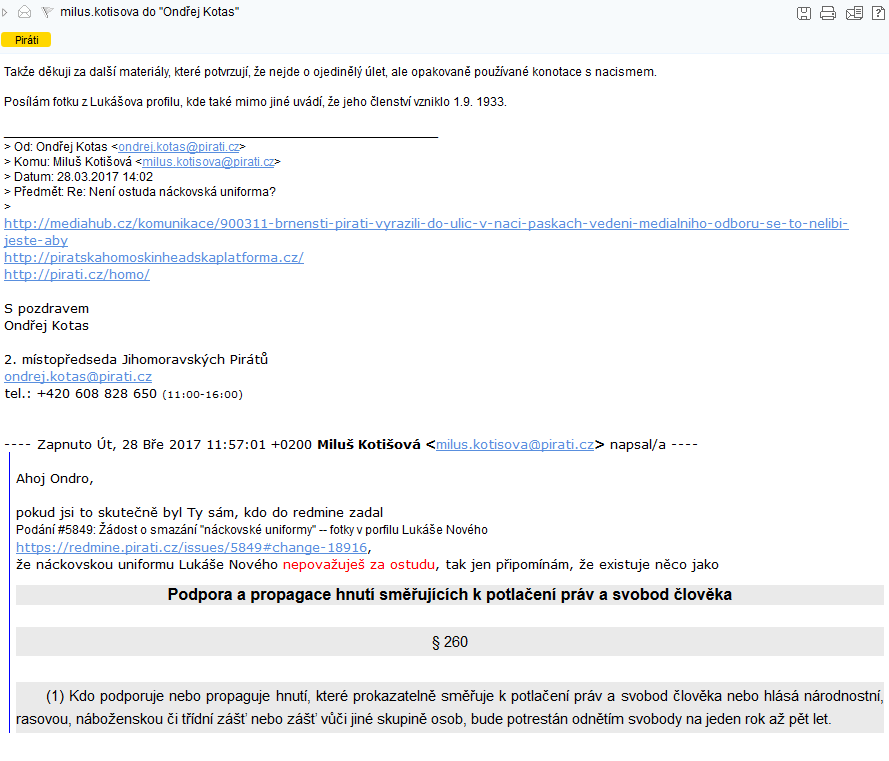 milus.kotisova do "Ondřej Kotas"
Piráti
Takže děkuji za další materiály, které potvrzují, že nejde o ojedinělý úlet, ale opakovaně používané konotace s nacismem.
Posílám fotku z Lukášova profilu, kde také mimo jiné uvádí, že jeho členství vzniklo 1.9. 1933.
> Od: Ondřej Kotas <ondrej.kotas@pirati.cz>
> Komu: Miluš Kotišová <milus.kotisova@pirati.cz>
> Datum: 28.03.2017 14:02
> Předmět: Re: Není ostuda náckovská uniforma?
>
http://mediahub.cz/komunikace/900311-brnensti-pirati-vyrazili-do-ulic-v-naci-paskach-vedeni-medialniho-odboru-se-to-nelibi-
jeste-aby
http://piratskahomoskinheadskaplatforma.cz/
http://pirati.cz/homo/
S pozdravem
Ondřej Kotas
2. místopředseda Jihomoravských Pirátů
ondrej.kotas@pirati.cz
tel.: +420 608 828 650 (11:00-16:00)
---- Zapnuto Út, 28 Bře 2017 11:57:01 +0200 Miluš Kotišová <milus.kotisova@pirati.cz> napsal/a ----
Ahoj Ondro,
pokud jsi to skutečně byl Ty sám, kdo do redmine zadal
Podání #5849: Žádost o smazání "náckovské uniformy" -- fotky v porfilu Lukáše Nového
https://redmine.pirati.cz/issues/5849#change-18916,
že náckovskou uniformu Lukáše Nového nepovažuješ za ostudu, tak jen připomínám, že existuje něco jako
Podpora a propagace hnutí směřujících k potlačení práv a svobod člověka
§ 260
(1) Kdo podporuje nebo propaguje hnutí, které prokazatelně směřuje k potlačení práv a svobod člověka nebo hlásá národnostní,
rasovou, náboženskou či třídní zášť nebo zášť vůči jiné skupině osob, bude potrestán odnětím svobody na jeden rok až pět let.